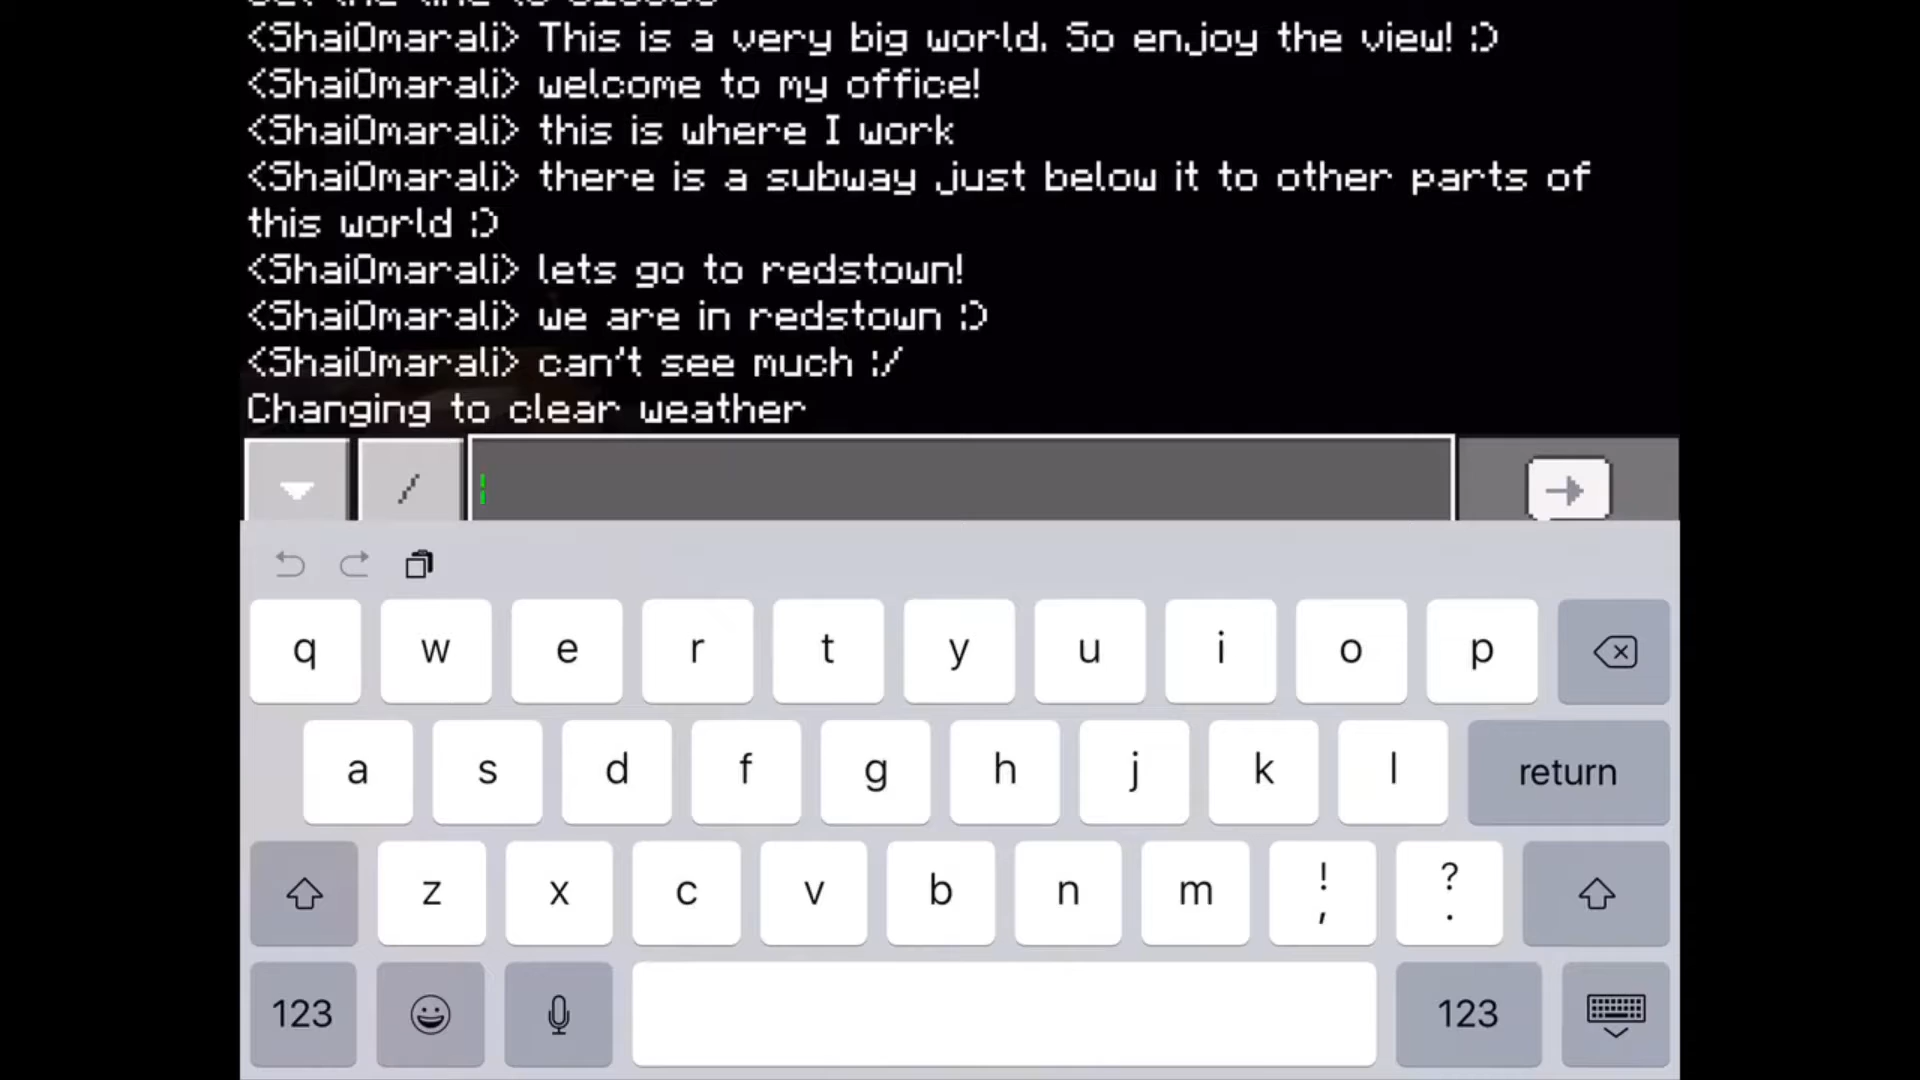 <ShaiOmarali> This is a very big world. So enjoy the view! :)
<ShaiOmarali> welcome to my office!
<ShaiOmarali> this is where I work
<ShaiOmarali> there is a subway just below it to other parts of
this world :)
<ShaiOmarali> lets go to redstown!
<ShaiOmarali> we are in redstown :)
<ShaiOmarali> can't see much :/
Changing to clear weather
/
q w e r t y u i o p
a s d f g h j k l return
z x c v b n m ! , ? .
123 123